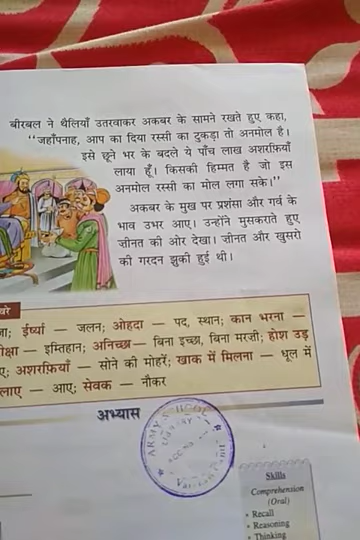 बीरबल ने थैलियाँ उतरवाकर अकबर के सामने रखते हुए कहा,
“जहाँपनाह, आप का दिया रस्सी का टुकड़ा तो अनमोल है।
इसे छूने भर के बदले ये पाँच लाख अशरफ़ियाँ
लाया हूँ। किसकी हिम्मत है जो इस
अनमोल रस्सी का मोल लगा सके।”
अकबर के मुख पर प्रशंसा और गर्व के
भाव उभर आए। उन्होंने मुसकराते हुए
ज़ीनत की ओर देखा। ज़ीनत और खुसरो
की गरदन झुकी हुई थी।
ईर्ष्या — जलन; ओहदा — पद, स्थान; कान भरना —
— इम्तिहान; अनिच्छा — बिना इच्छा, बिना मरज़ी; होश उड़
अशरफ़ियाँ — सोने की मोहरें; खाक में मिलना — धूल में
— आए; सेवक — नौकर
अभ्यास
ARMY
LIBRARY
Skills
Comprehension
(Oral)
• Recall
• Reasoning
• Thinking